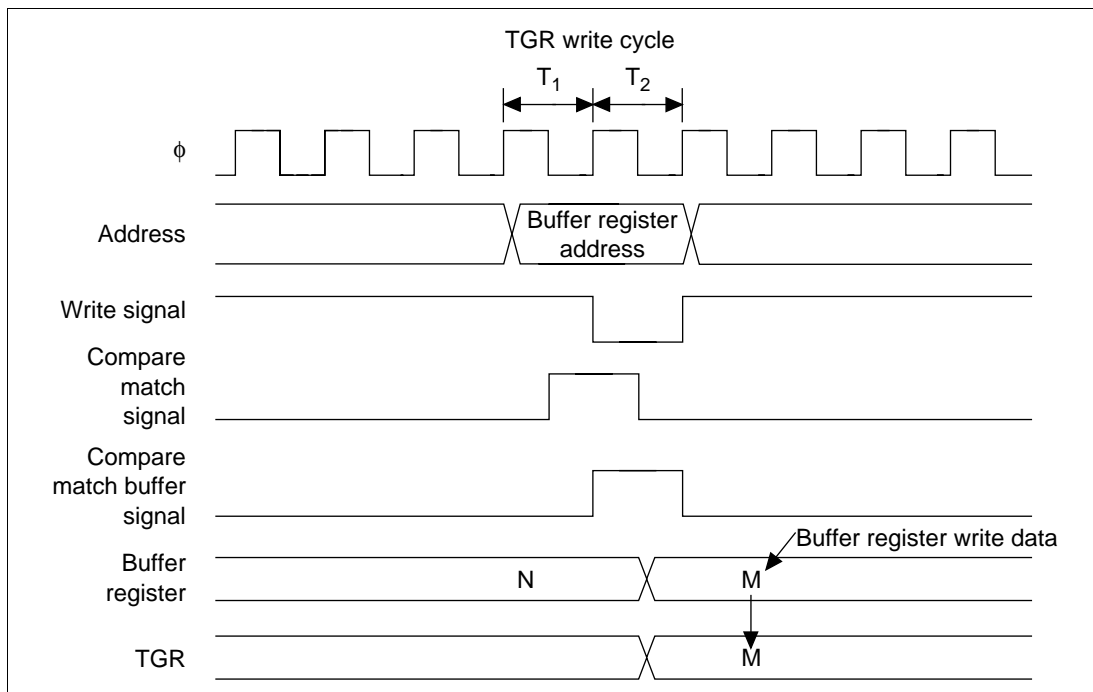 TGR write cycle
T₁ T₂
ϕ
Address
Buffer register
address
Write signal
Compare
match
signal
Compare
match buffer
signal
Buffer register write data
Buffer
register
N M
TGR
M